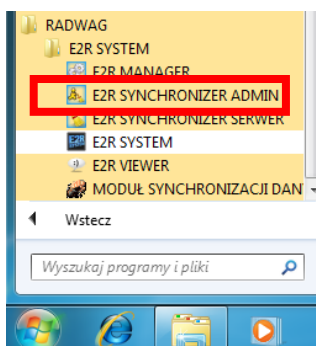 RADWAG
E2R SYSTEM
E2R MANAGER
E2R SYNCHRONIZER ADMIN
E2R SYNCHRONIZER SERWER
E2R SYSTEM
E2R VIEWER
MODUŁ SYNCHRONIZACJI DAN
Wstecz
Wyszukaj programy i pliki